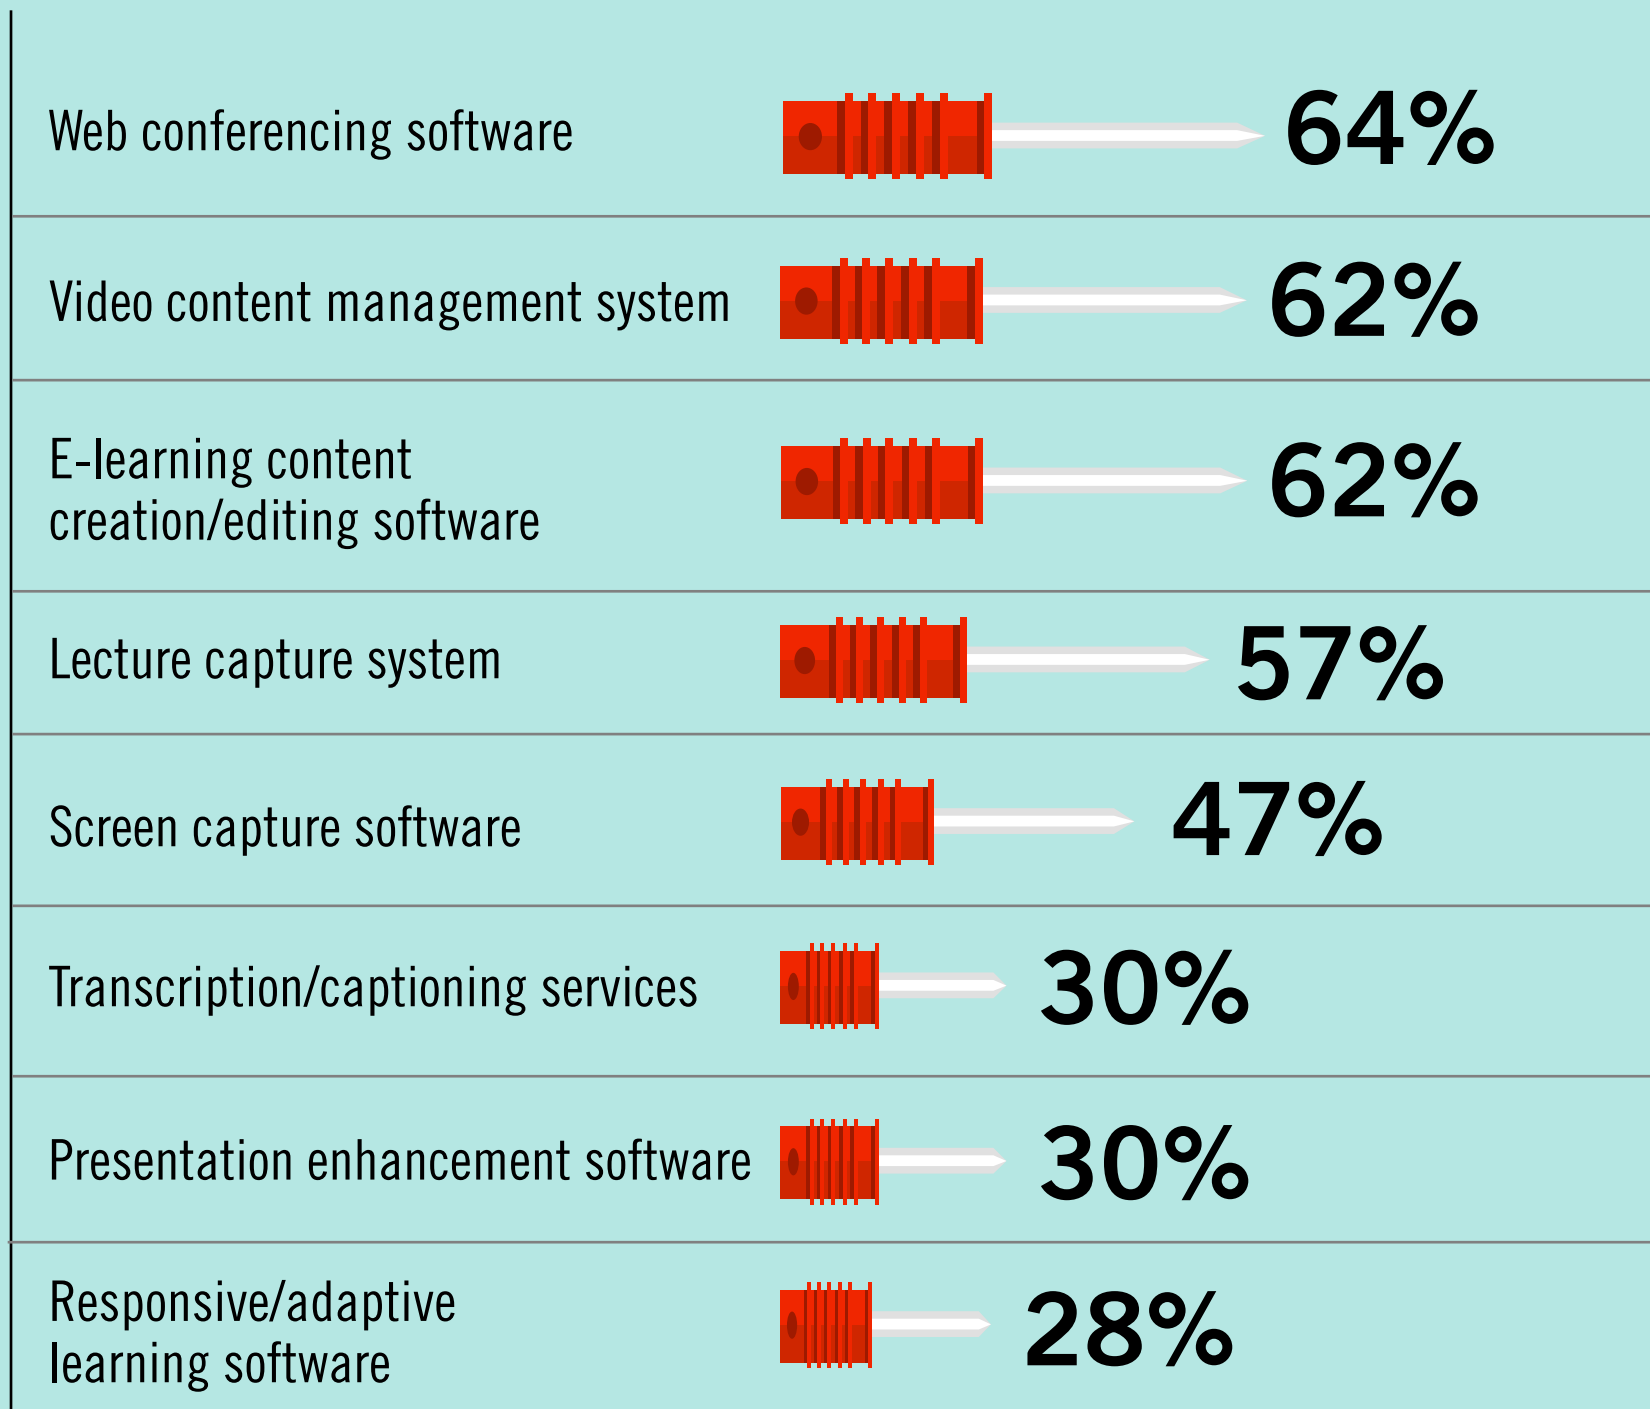 Web conferencing software 64%
Video content management system 62%
E-learning content
creation/editing software 62%
Lecture capture system 57%
Screen capture software 47%
Transcription/captioning services 30%
Presentation enhancement software 30%
Responsive/adaptive
learning software 28%